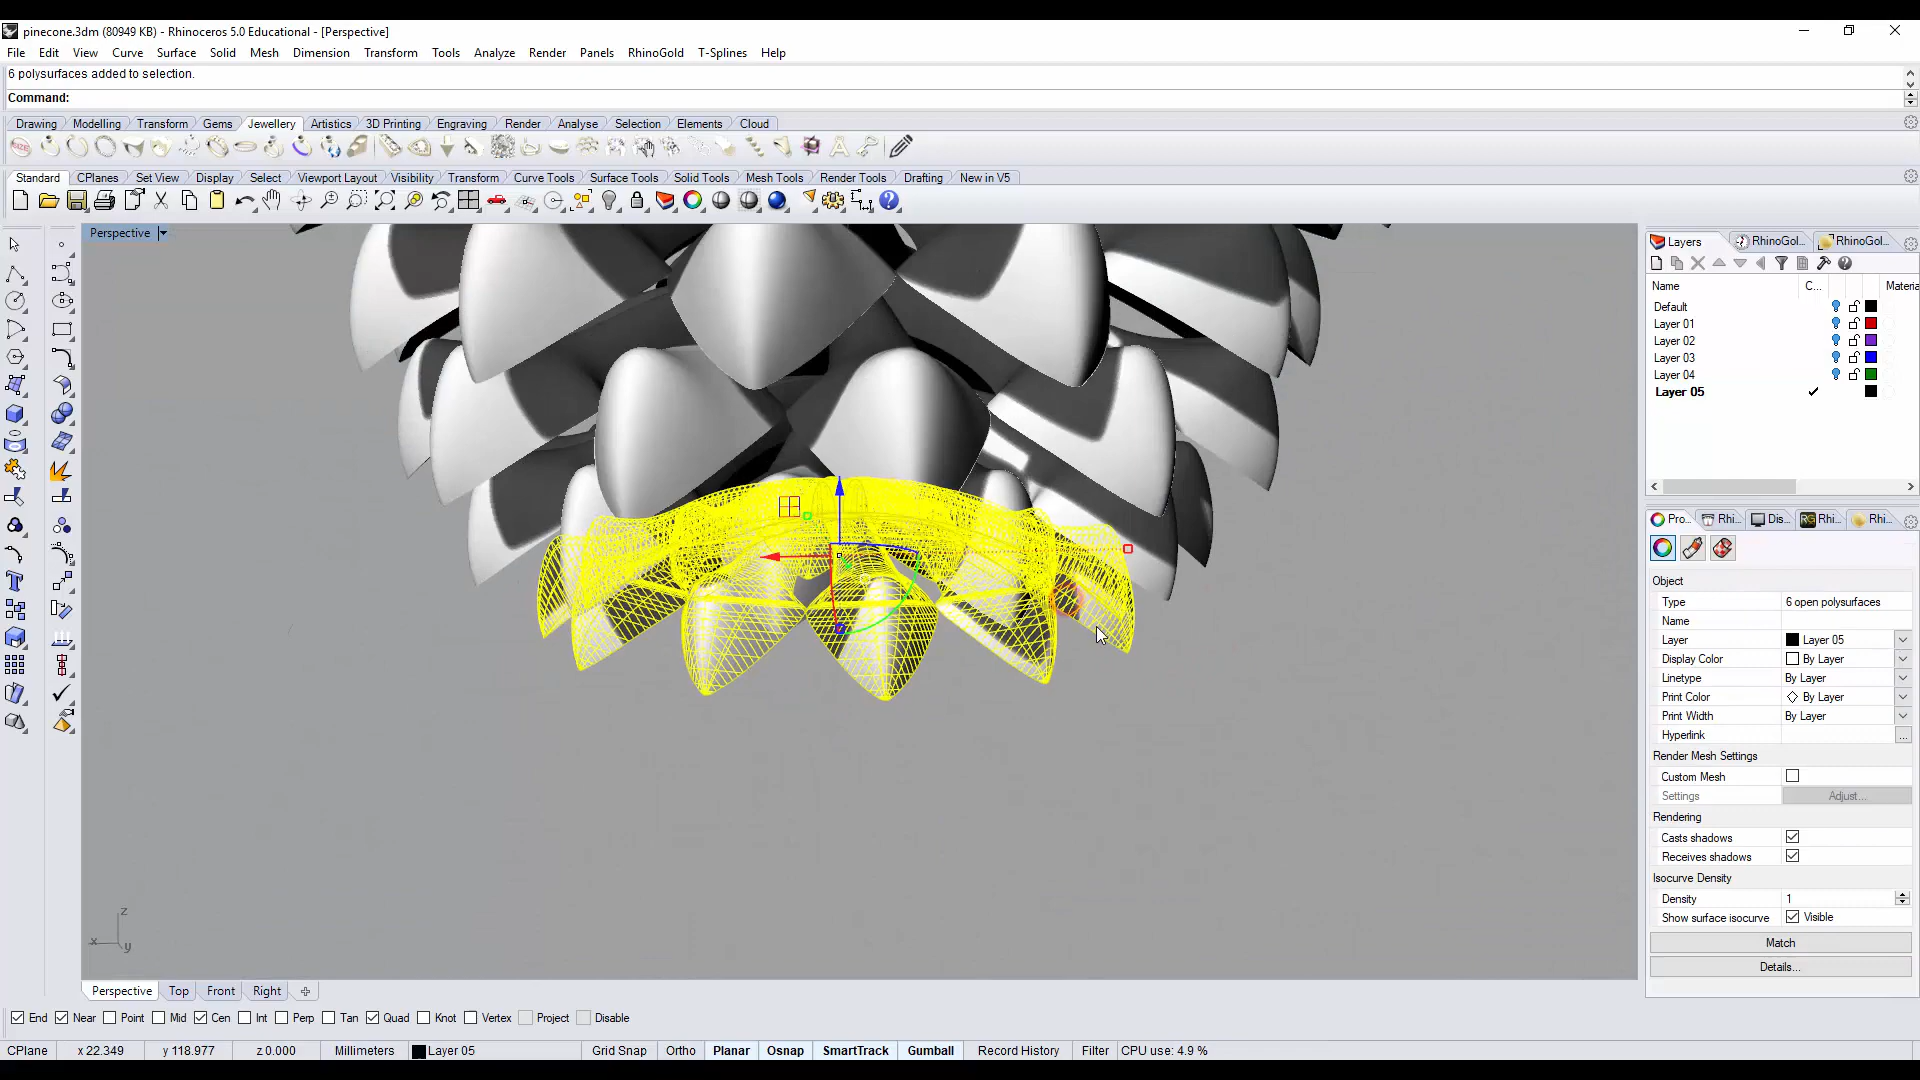 pinecone.3dm (80949 KB) - Rhinoceros 5.0 Educational - [Perspective]
File Edit View Curve Surface Solid Mesh Dimension Transform Tools Analyze Render Panels RhinoGold T-Splines Help
6 polysurfaces added to selection.
Command:
Drawing Modelling Transform Gems Jewellery Artistics 3D Printing Engraving Render Analyse Selection Elements Cloud
Standard CPlanes Set View Display Select Viewport Layout Visibility Transform Curve Tools Surface Tools Solid Tools Mesh Tools Render Tools Drafting New in V5
Perspective
Layers RhinoGol... RhinoGol...
Name C... Materia
Default
Layer 01
Layer 02
Layer 03
Layer 04
Layer 05
Pro... Rhi... Dis... Rhi... Rhi...
Object
Type 6 open polysurfaces
Name
Layer Layer 05
Display Color By Layer
Linetype By Layer
Print Color By Layer
Print Width By Layer
Hyperlink ...
Render Mesh Settings
Custom Mesh
Settings Adjust...
Rendering
Casts shadows
Receives shadows
Isocurve Density
Density 1
Show surface isocurve Visible
Match
Details...
z
x y
Perspective Top Front Right
End Near Point Mid Cen Int Perp Tan Quad Knot Vertex Project Disable
CPlane x 22.349 y 118.977 z 0.000 Millimeters Layer 05 Grid Snap Ortho Planar Osnap SmartTrack Gumball Record History Filter CPU use: 4.9 %